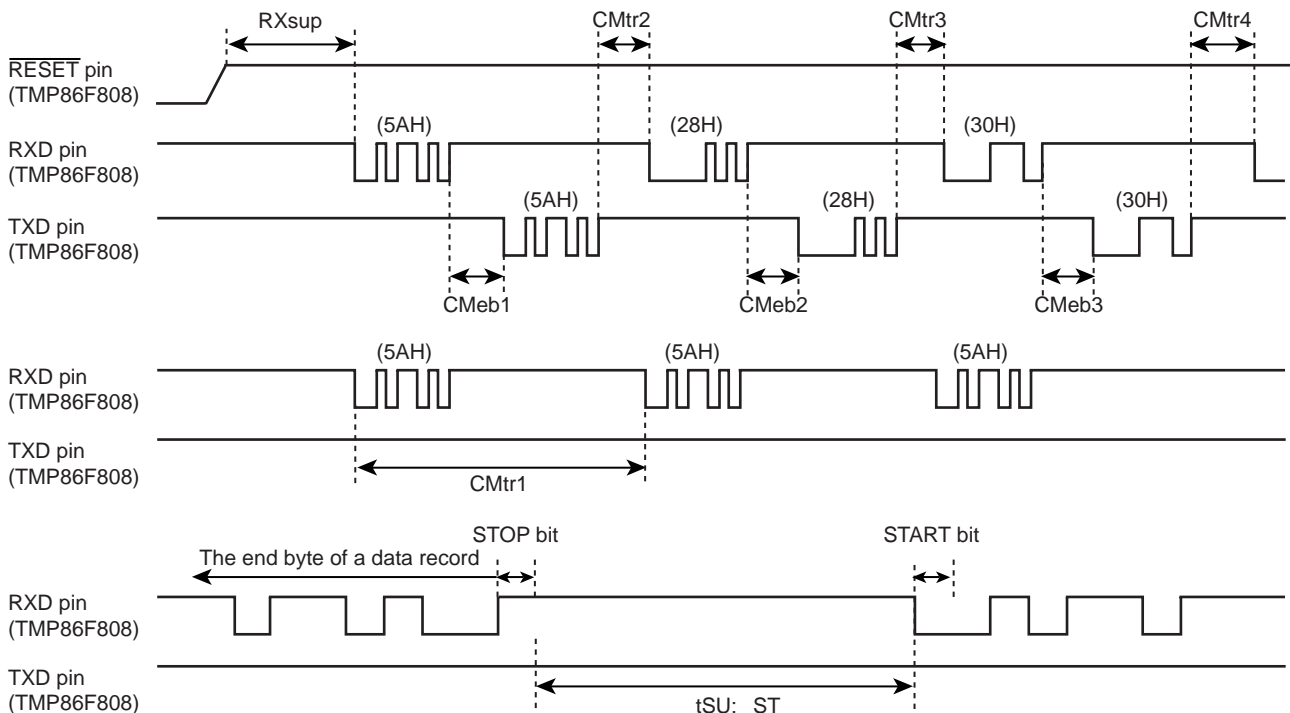 RXsup
CMtr2
CMtr3
CMtr4
RESET pin
(TMP86F808)
(5AH)
(28H)
(30H)
RXD pin
(TMP86F808)
(5AH)
(28H)
(30H)
TXD pin
(TMP86F808)
CMeb1
CMeb2
CMeb3
(5AH)
(5AH)
(5AH)
RXD pin
(TMP86F808)
TXD pin
(TMP86F808)
CMtr1
STOP bit
START bit
The end byte of a data record
RXD pin
(TMP86F808)
TXD pin
(TMP86F808)
tSU: ST